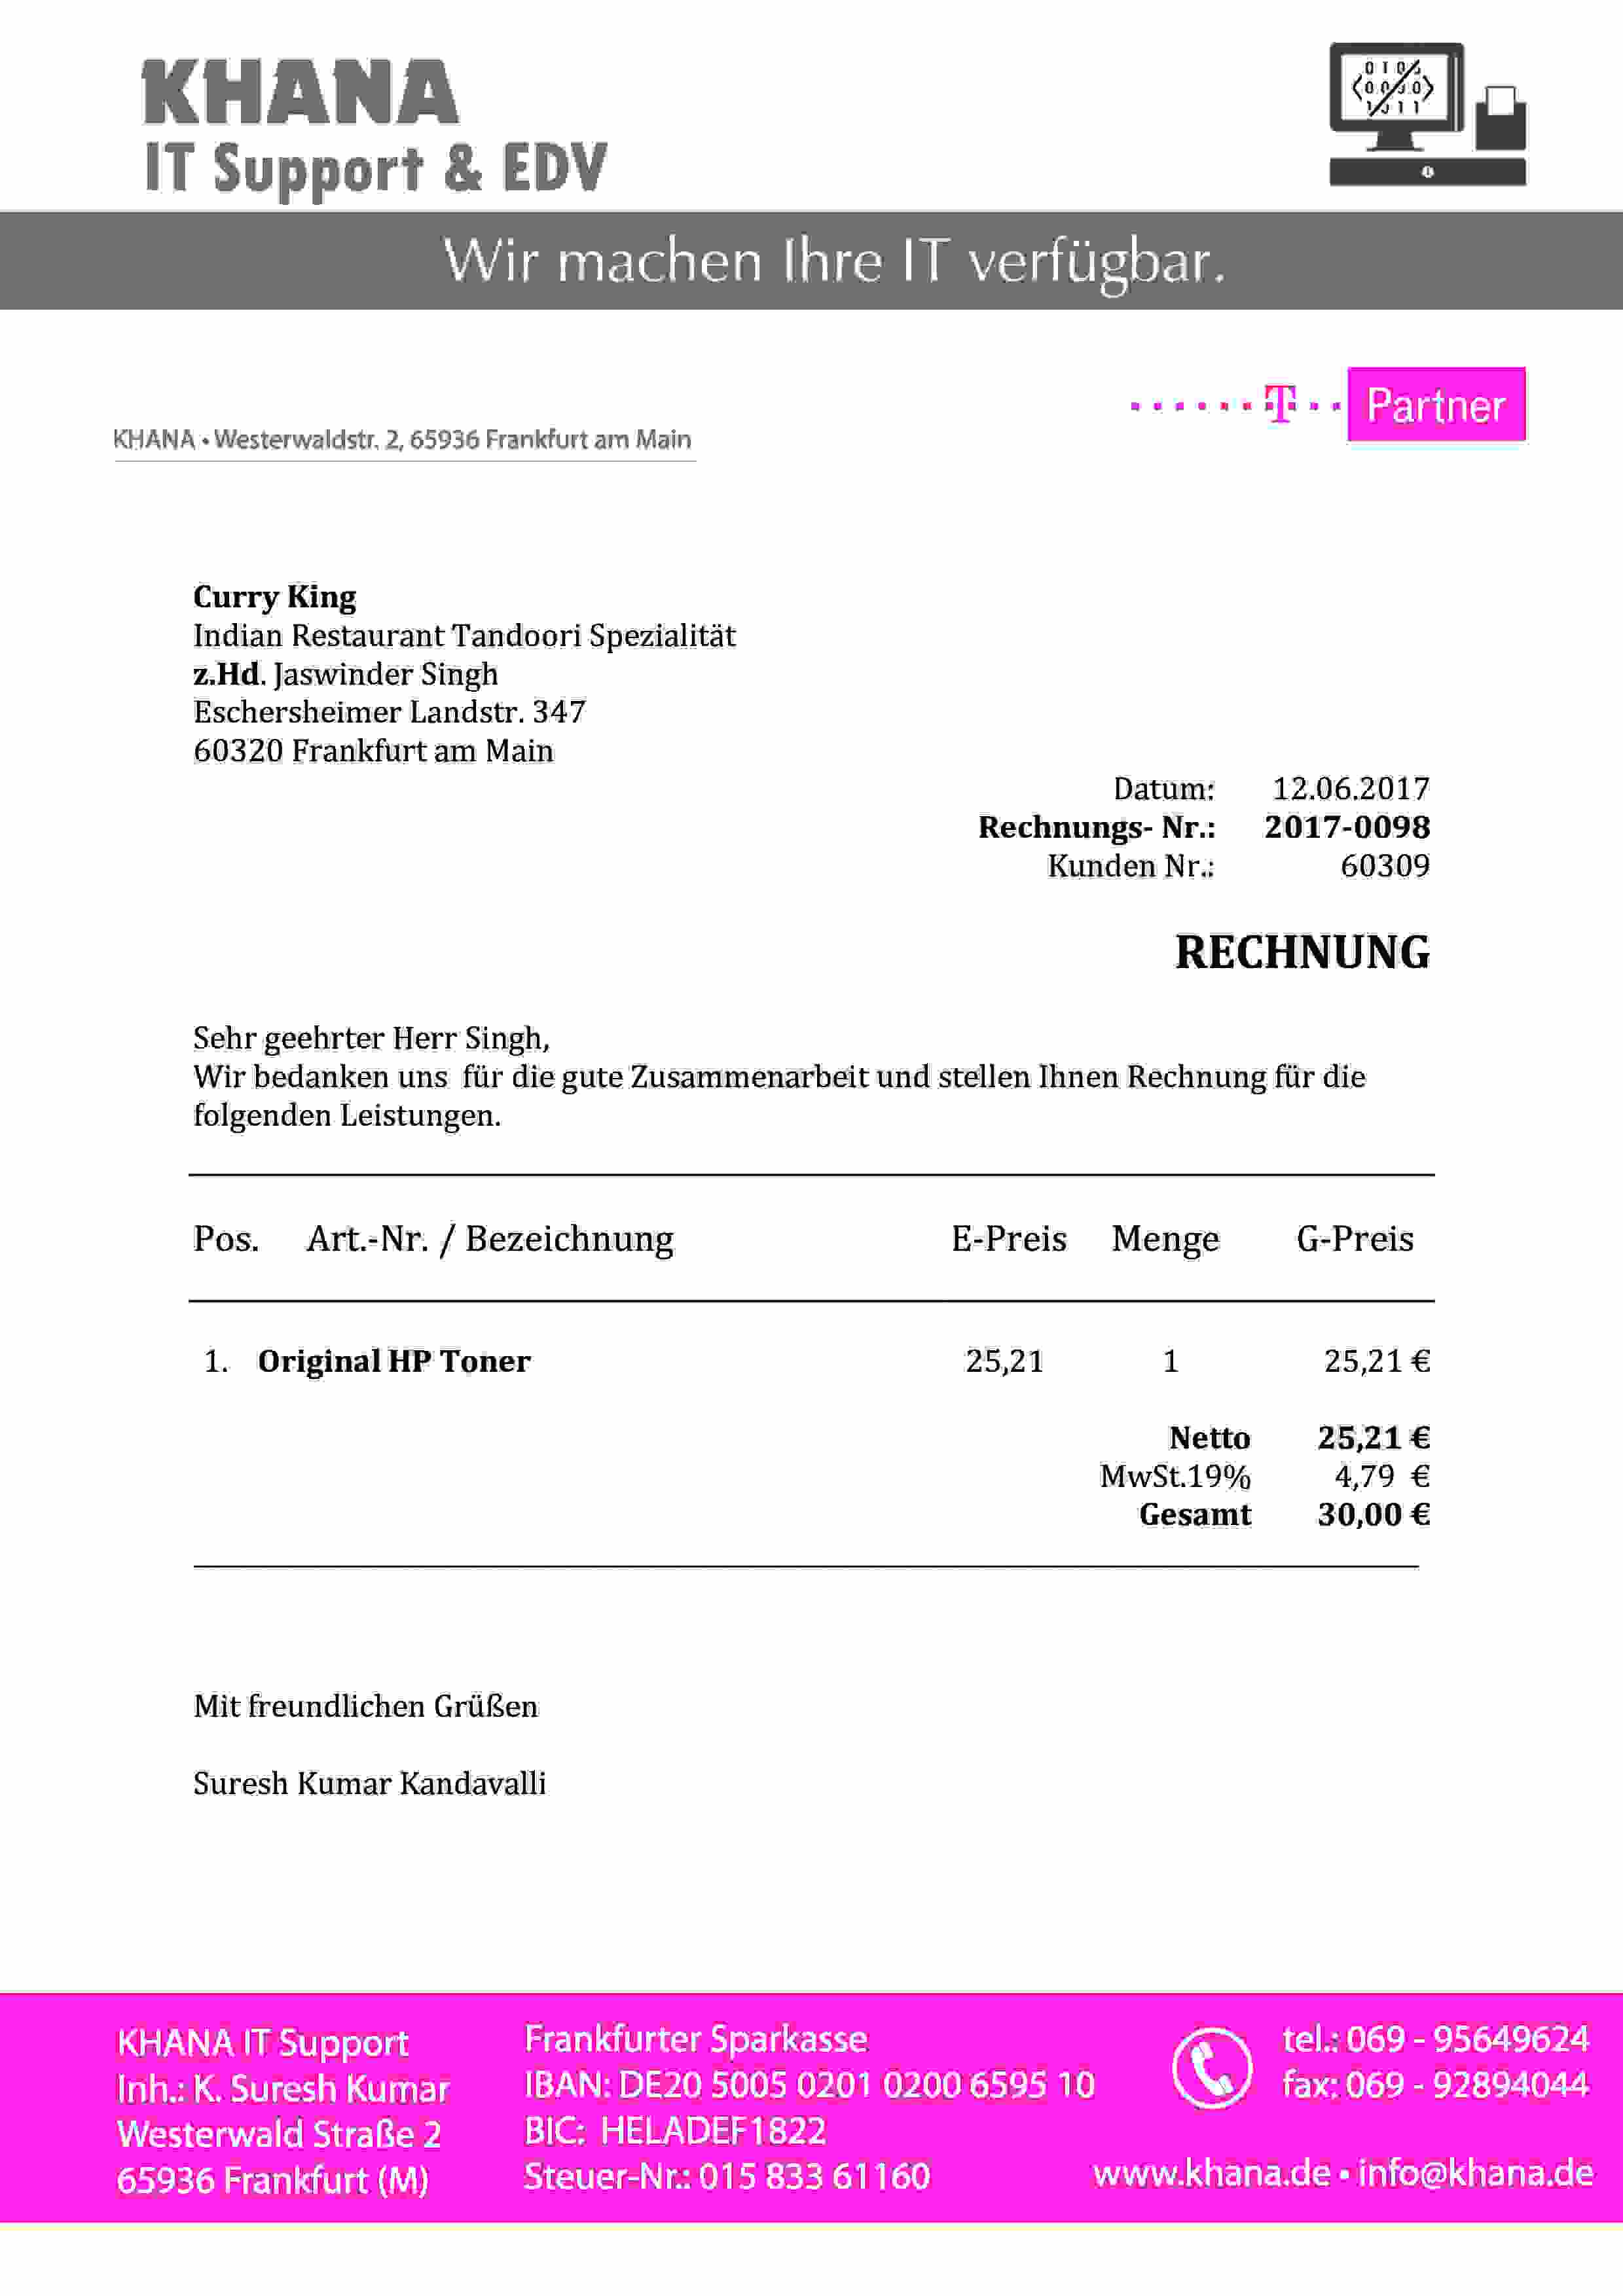 KHANA
IT Support & EDV
Wir machen Ihre IT verfügbar.
T Partner
KHANA • Westerwaldstr. 2, 65936 Frankfurt am Main
Curry King
Indian Restaurant Tandoori Spezialität
z.Hd. Jaswinder Singh
Eschersheimer Landstr. 347
60320 Frankfurt am Main
Datum: 12.06.2017
Rechnungs- Nr.: 2017-0098
Kunden Nr.: 60309
RECHNUNG
Sehr geehrter Herr Singh,
Wir bedanken uns für die gute Zusammenarbeit und stellen Ihnen Rechnung für die
folgenden Leistungen.
Pos. Art.-Nr. / Bezeichnung E-Preis Menge G-Preis
1. Original HP Toner 25,21 1 25,21 €
Netto 25,21 €
MwSt.19% 4,79 €
Gesamt 30,00 €
Mit freundlichen Grüßen
Suresh Kumar Kandavalli
KHANA IT Support
Inh.: K. Suresh Kumar
Westerwald Straße 2
65936 Frankfurt (M)
Frankfurter Sparkasse
IBAN: DE20 5005 0201 0200 6595 10
BIC: HELADEF1822
Steuer-Nr.: 015 833 61160
tel.: 069 - 95649624
fax: 069 - 92894044
www.khana.de • info@khana.de